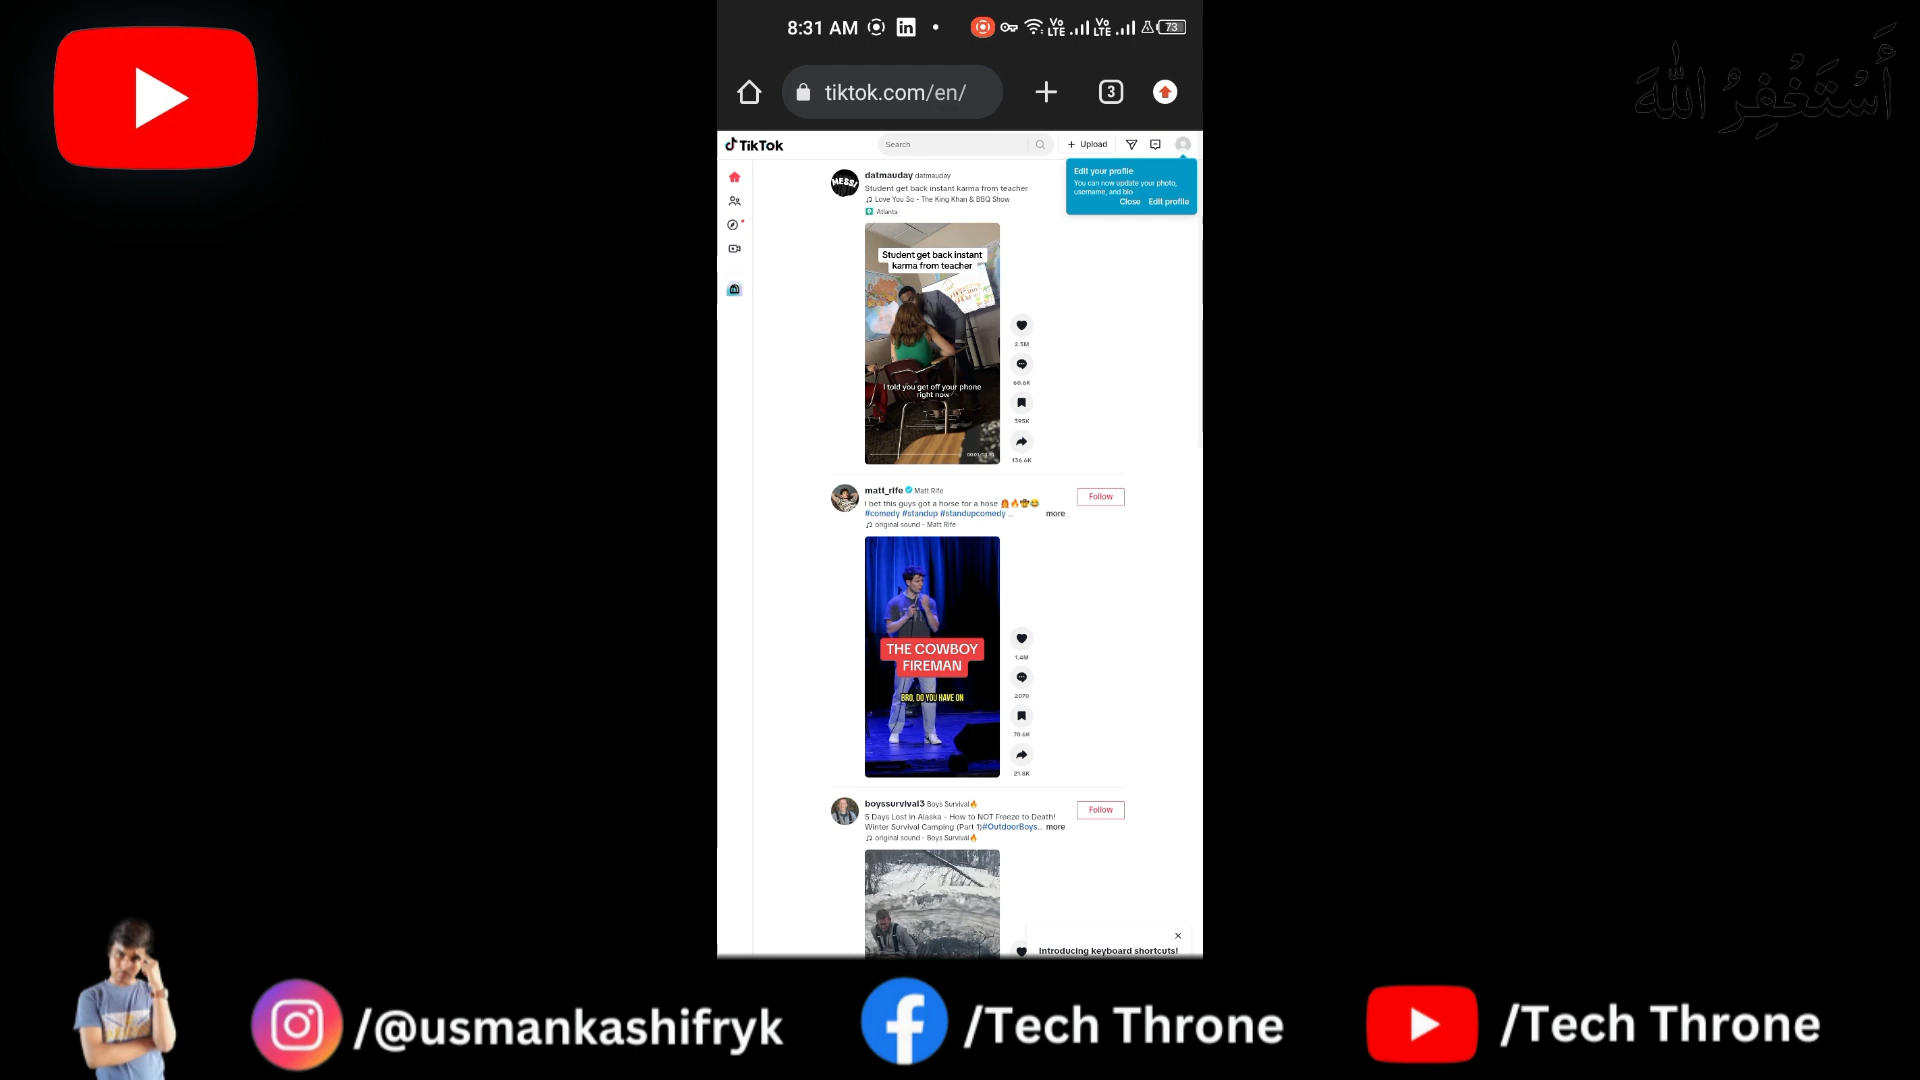 8:31 AM
Vo LTE
Vo LTE
73
tiktok.com/en/
3
أَسْتَغْفِرُ اللّٰهَ
TikTok
Search
+ Upload
Edit your profile
You can now update your photo,
username, and bio
Close Edit profile
MESSI
datmauday datmauday
Student get back instant karma from teacher
Love You So - The King Khan & BBQ Show
Atlanta
Student get back instant
karma from teacher
I told you get off your phone
right now
2.5M
60.6K
395K
136.6K
matt_rife Matt Rife
Follow
I bet this guys got a horse for a hose 👩‍🚒🔥🤠😂
#comedy #standup #standupcomedy ...
more
original sound - Matt Rife
THE COWBOY
FIREMAN
BRO, DO YOU HAVE ON
1.4M
2070
70.6K
21.8K
boyssurvival3 Boys Survival🔥
Follow
5 Days Lost in Alaska - How to NOT Freeze to Death!
Winter Survival Camping (Part 1)#OutdoorBoys... more
original sound - Boys Survival🔥
Introducing keyboard shortcuts!
/@usmankashifryk
/Tech Throne
/Tech Throne